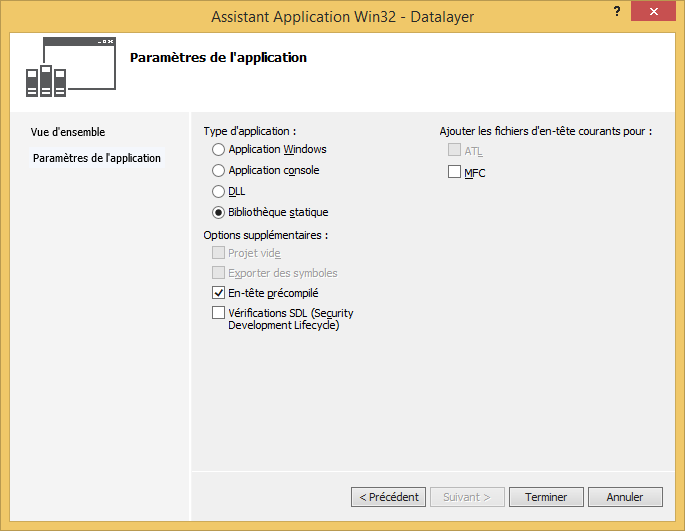 Assistant Application Win32 - Datalayer
?
Paramètres de l'application
Vue d'ensemble
Paramètres de l'application
Type d'application :
Application Windows
Application console
DLL
Bibliothèque statique
Options supplémentaires :
Projet vide
Exporter des symboles
En-tête précompilé
Vérifications SDL (Security
Development Lifecycle)
Ajouter les fichiers d'en-tête courants pour :
ATL
MFC
< Précédent
Suivant >
Terminer
Annuler